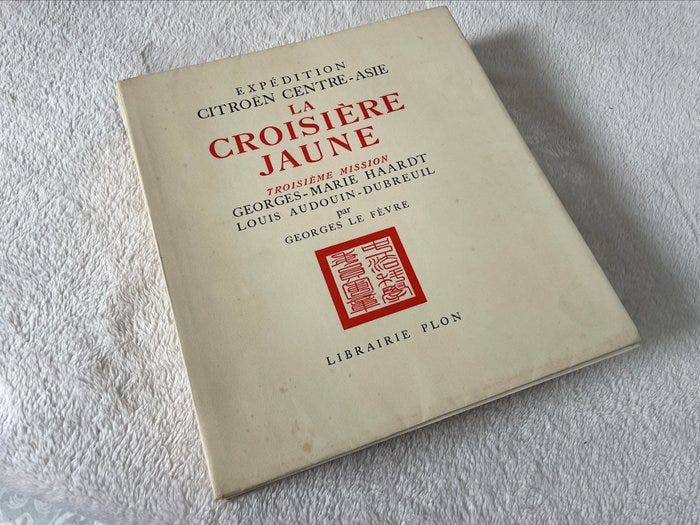 EXPÉDITION
CITROËN CENTRE-ASIE
LA
CROISIÈRE
JAUNE
TROISIÈME MISSION
GEORGES-MARIE HAARDT
LOUIS AUDOUIN-DUBREUIL
par
GEORGES LE FÈVRE
LIBRAIRIE PLON